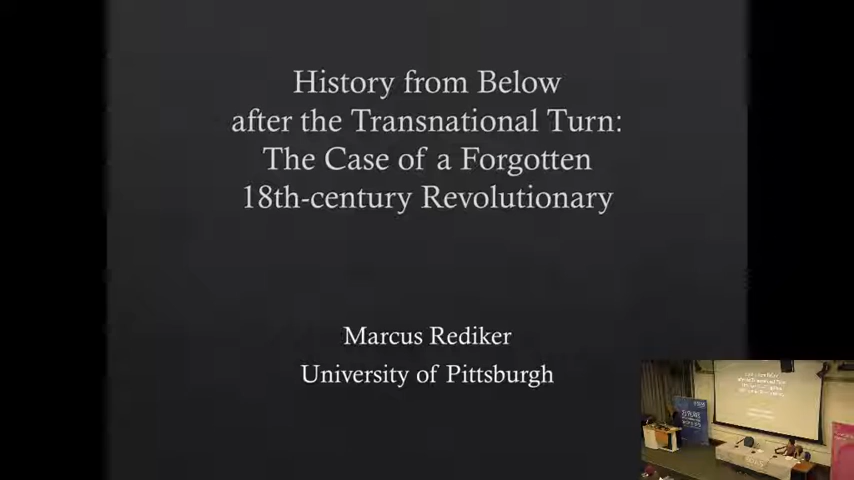 History from Below
after the Transnational Turn:
The Case of a Forgotten
18th-century Revolutionary
Marcus Rediker
University of Pittsburgh